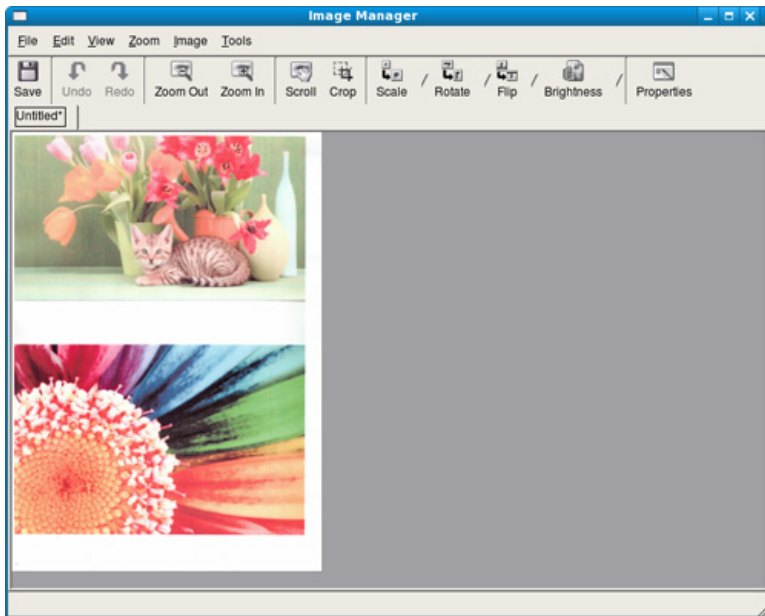 Image Manager
File Edit View Zoom Image Tools
Save Undo Redo Zoom Out Zoom In Scroll Crop Scale / Rotate / Flip / Brightness / Properties
Untitled*